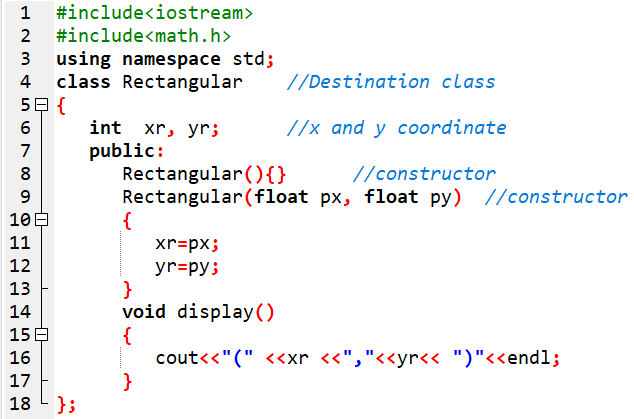 1 #include<iostream>
2 #include<math.h>
3 using namespace std;
4 class Rectangular    //Destination class
5 {
6    int  xr, yr;      //x and y coordinate
7    public:
8       Rectangular(){}      //constructor
9       Rectangular(float px, float py)  //constructor
10       {
11          xr=px;
12          yr=py;
13       }
14       void display()
15       {
16          cout<<"(" <<xr <<","<<yr<< ")"<<endl;
17       }
18 };